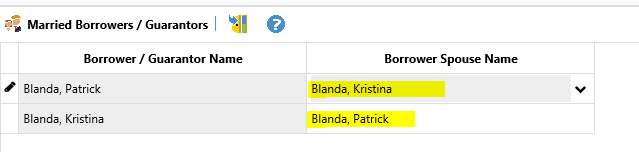 Married Borrowers / Guarantors
Borrower / Guarantor Name Borrower Spouse Name
Blanda, Patrick Blanda, Kristina
Blanda, Kristina Blanda, Patrick